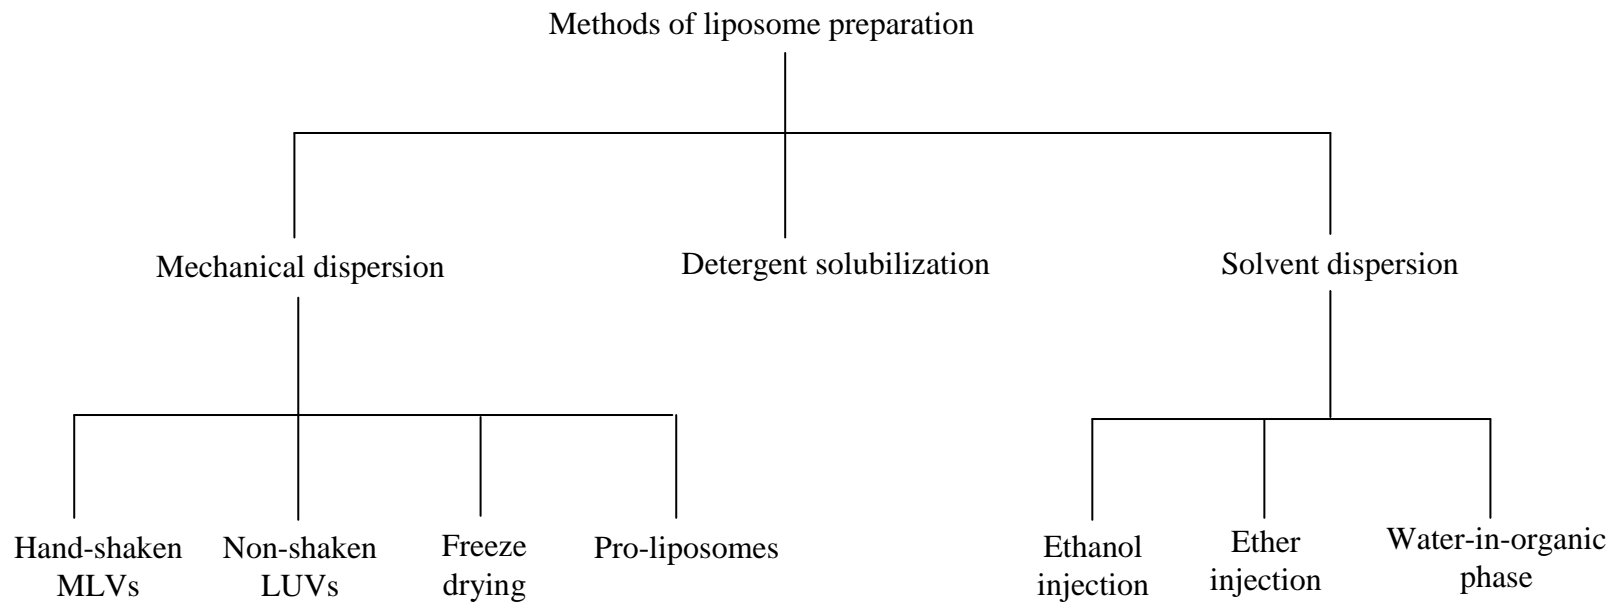 Methods of liposome preparation
Mechanical dispersion
Detergent solubilization
Solvent dispersion
Hand-shaken
MLVs
Non-shaken
LUVs
Freeze
drying
Pro-liposomes
Ethanol
injection
Ether
injection
Water-in-organic
phase